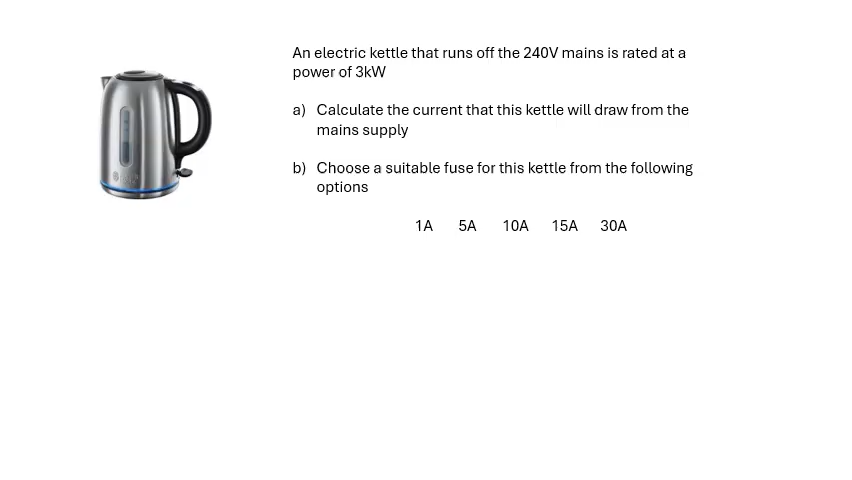 An electric kettle that runs off the 240V mains is rated at a
power of 3kW
a) Calculate the current that this kettle will draw from the
mains supply
b) Choose a suitable fuse for this kettle from the following
options
1A 5A 10A 15A 30A